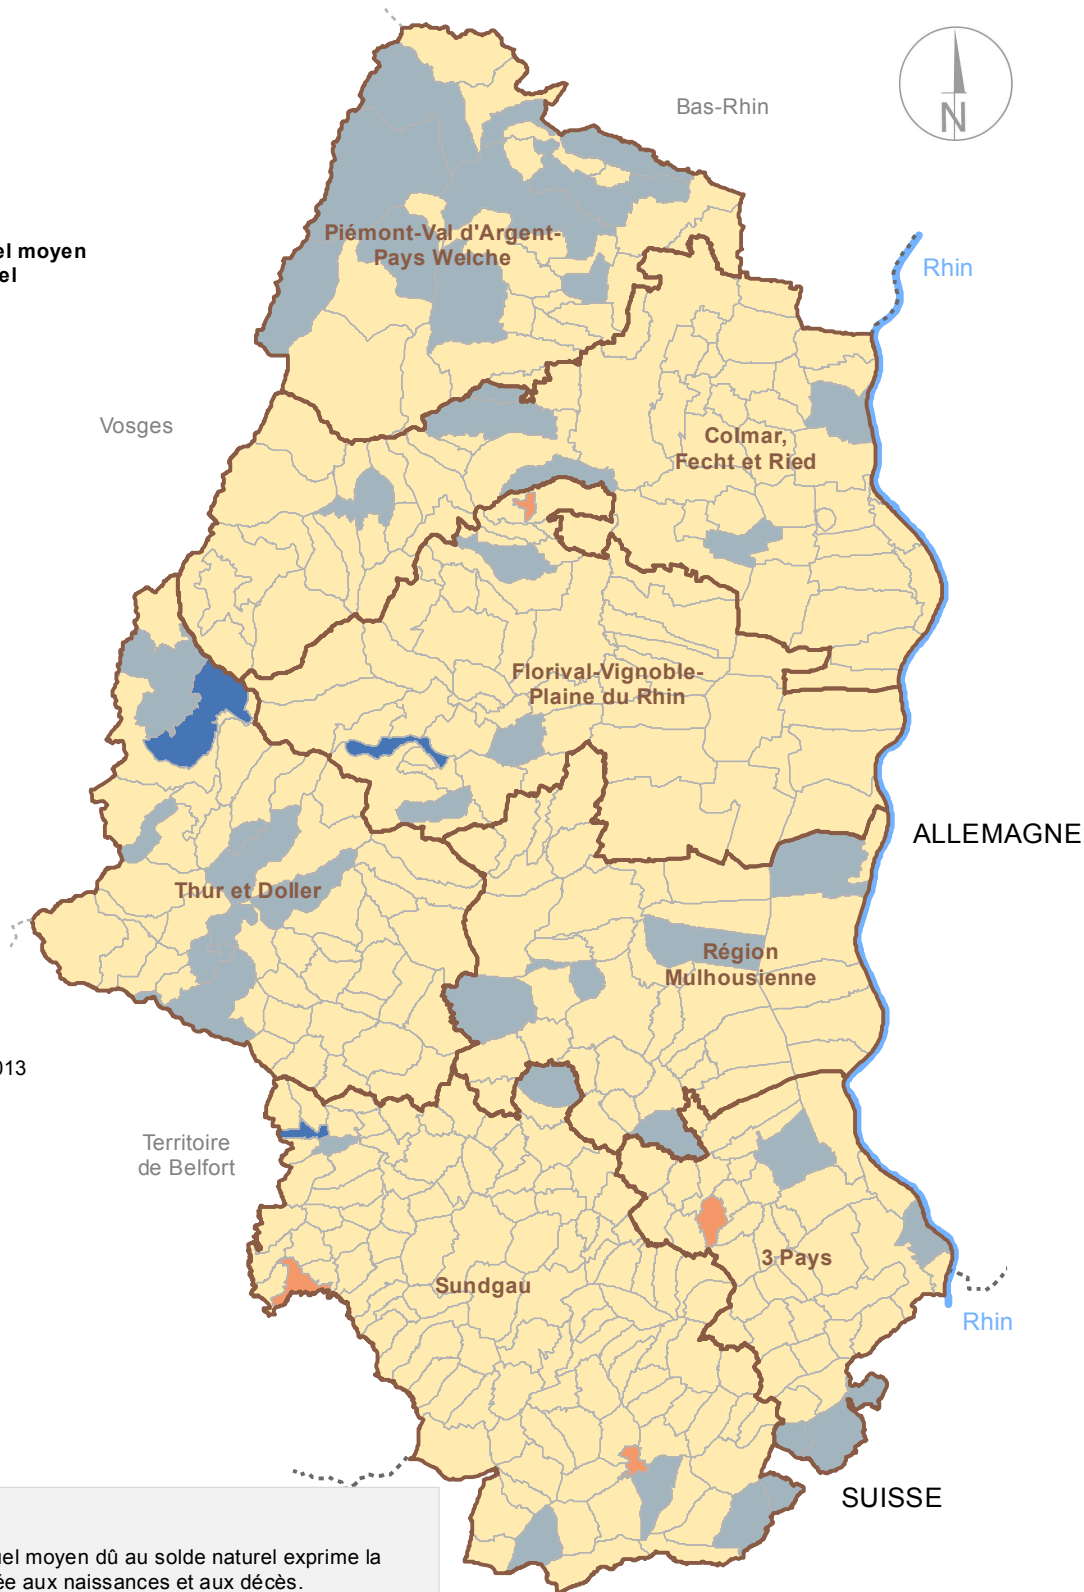 Bas-Rhin
N
Piémont-Val d'Argent-
Pays Welche
el moyen
el
Rhin
Vosges
Colmar,
Fecht et Ried
Florival-Vignoble-
Plaine du Rhin
ALLEMAGNE
Thur et Doller
Région
Mulhousienne
013
Territoire
de Belfort
3 Pays
Sundgau
Rhin
SUISSE
uel moyen dû au solde naturel exprime la
ée aux naissances et aux décès.